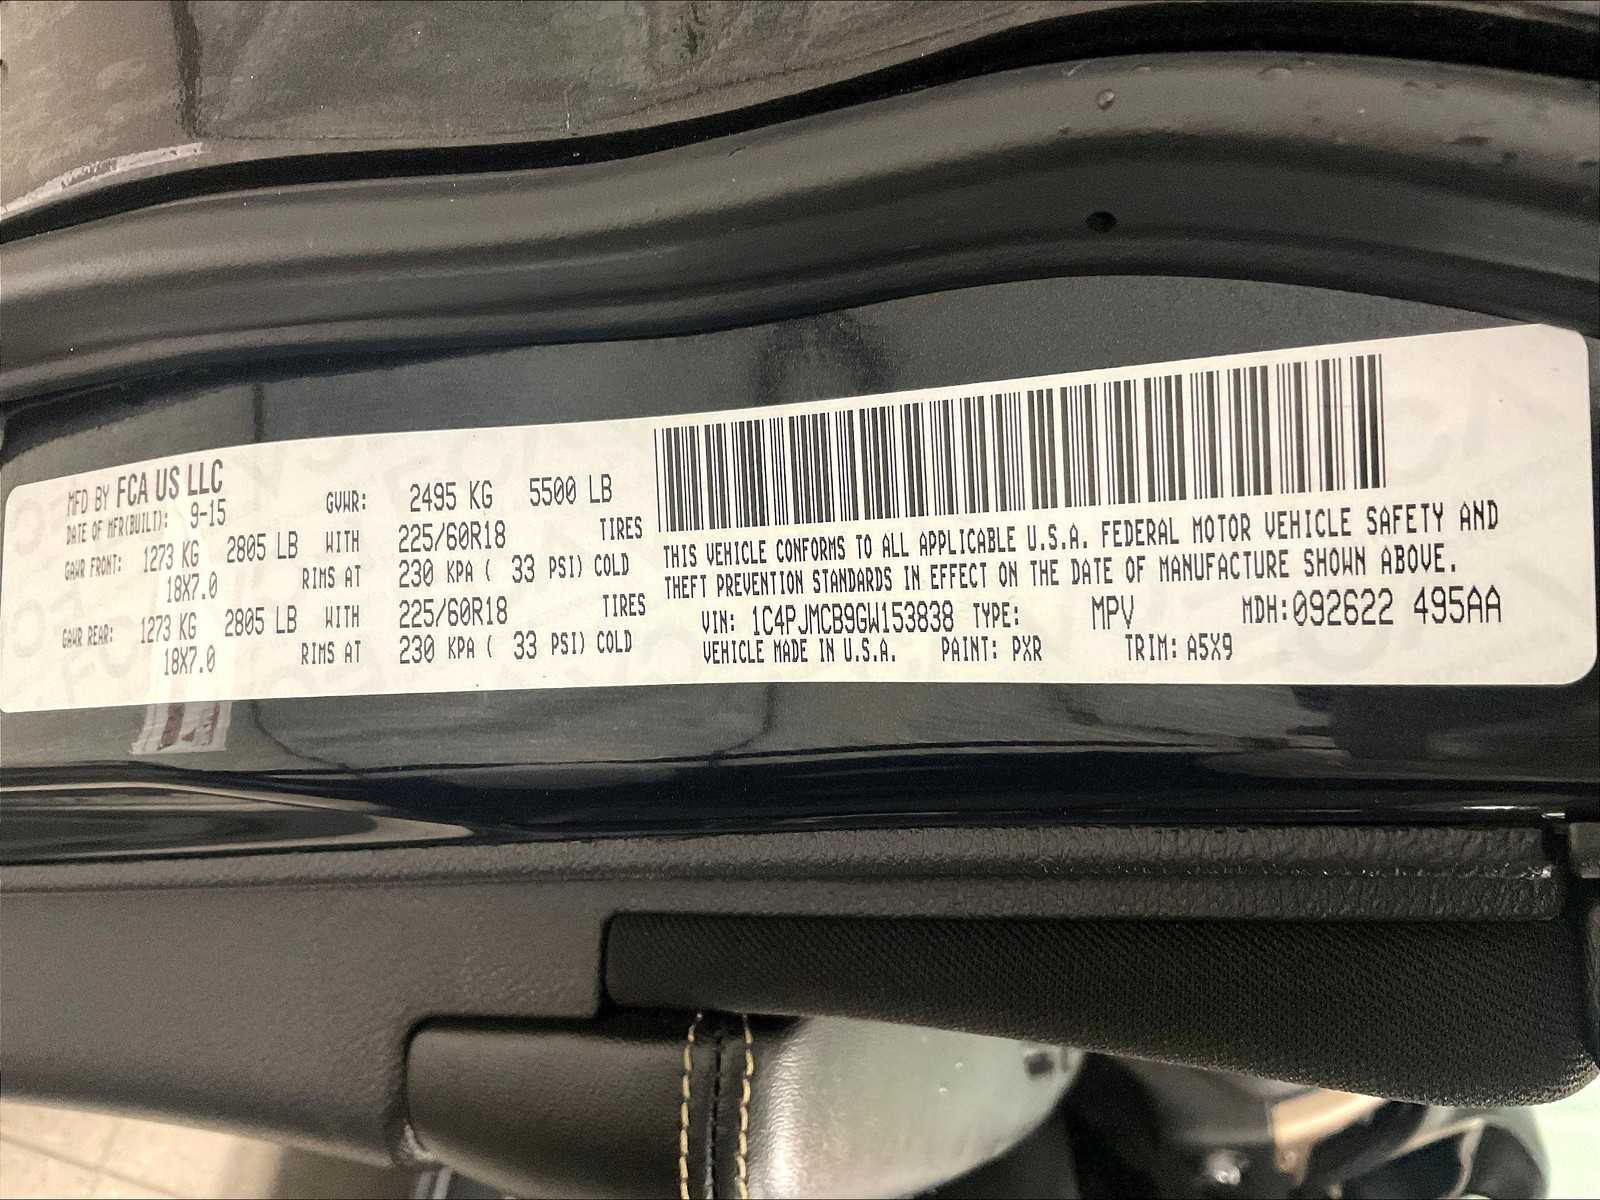 MFD BY FCA US LLC
DATE OF MFR(BUILT): 9-15
GVWR: 2495 KG 5500 LB
GAWR FRONT: 1273 KG 2805 LB WITH 225/60R18 TIRES
18X7.0 RIMS AT 230 KPA ( 33 PSI) COLD
GAWR REAR: 1273 KG 2805 LB WITH 225/60R18 TIRES
18X7.0 RIMS AT 230 KPA ( 33 PSI) COLD
THIS VEHICLE CONFORMS TO ALL APPLICABLE U.S.A. FEDERAL MOTOR VEHICLE SAFETY AND
THEFT PREVENTION STANDARDS IN EFFECT ON THE DATE OF MANUFACTURE SHOWN ABOVE.
VIN: 1C4PJMCB9GW153838 TYPE: MPV MDH:092622 495AA
VEHICLE MADE IN U.S.A. PAINT: PXR TRIM: A5X9